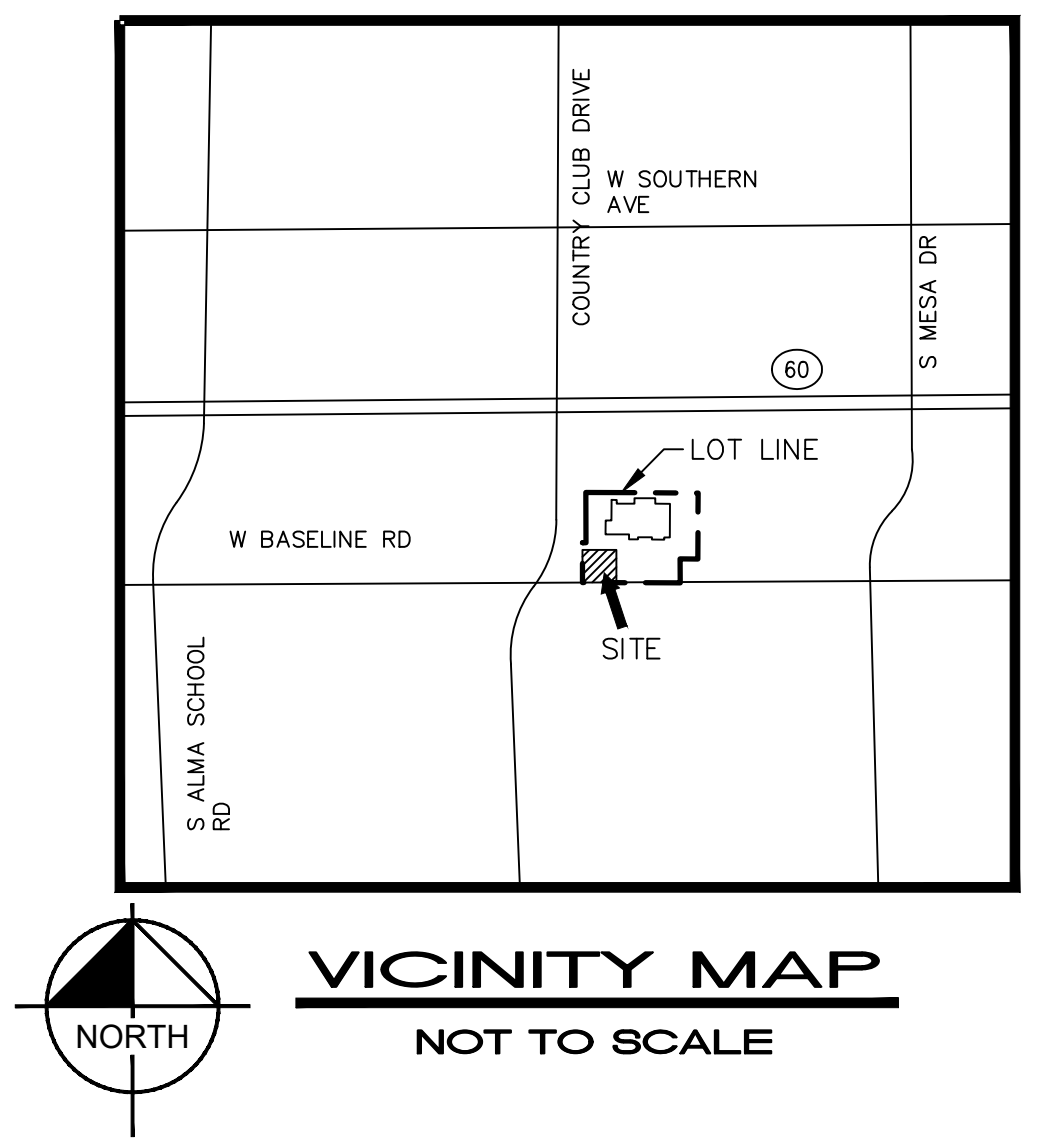 COUNTRY CLUB DRIVE
W SOUTHERN
AVE
S MESA DR
60
LOT LINE
W BASELINE RD
SITE
S ALMA SCHOOL
RD
VICINITY MAP
NOT TO SCALE
NORTH